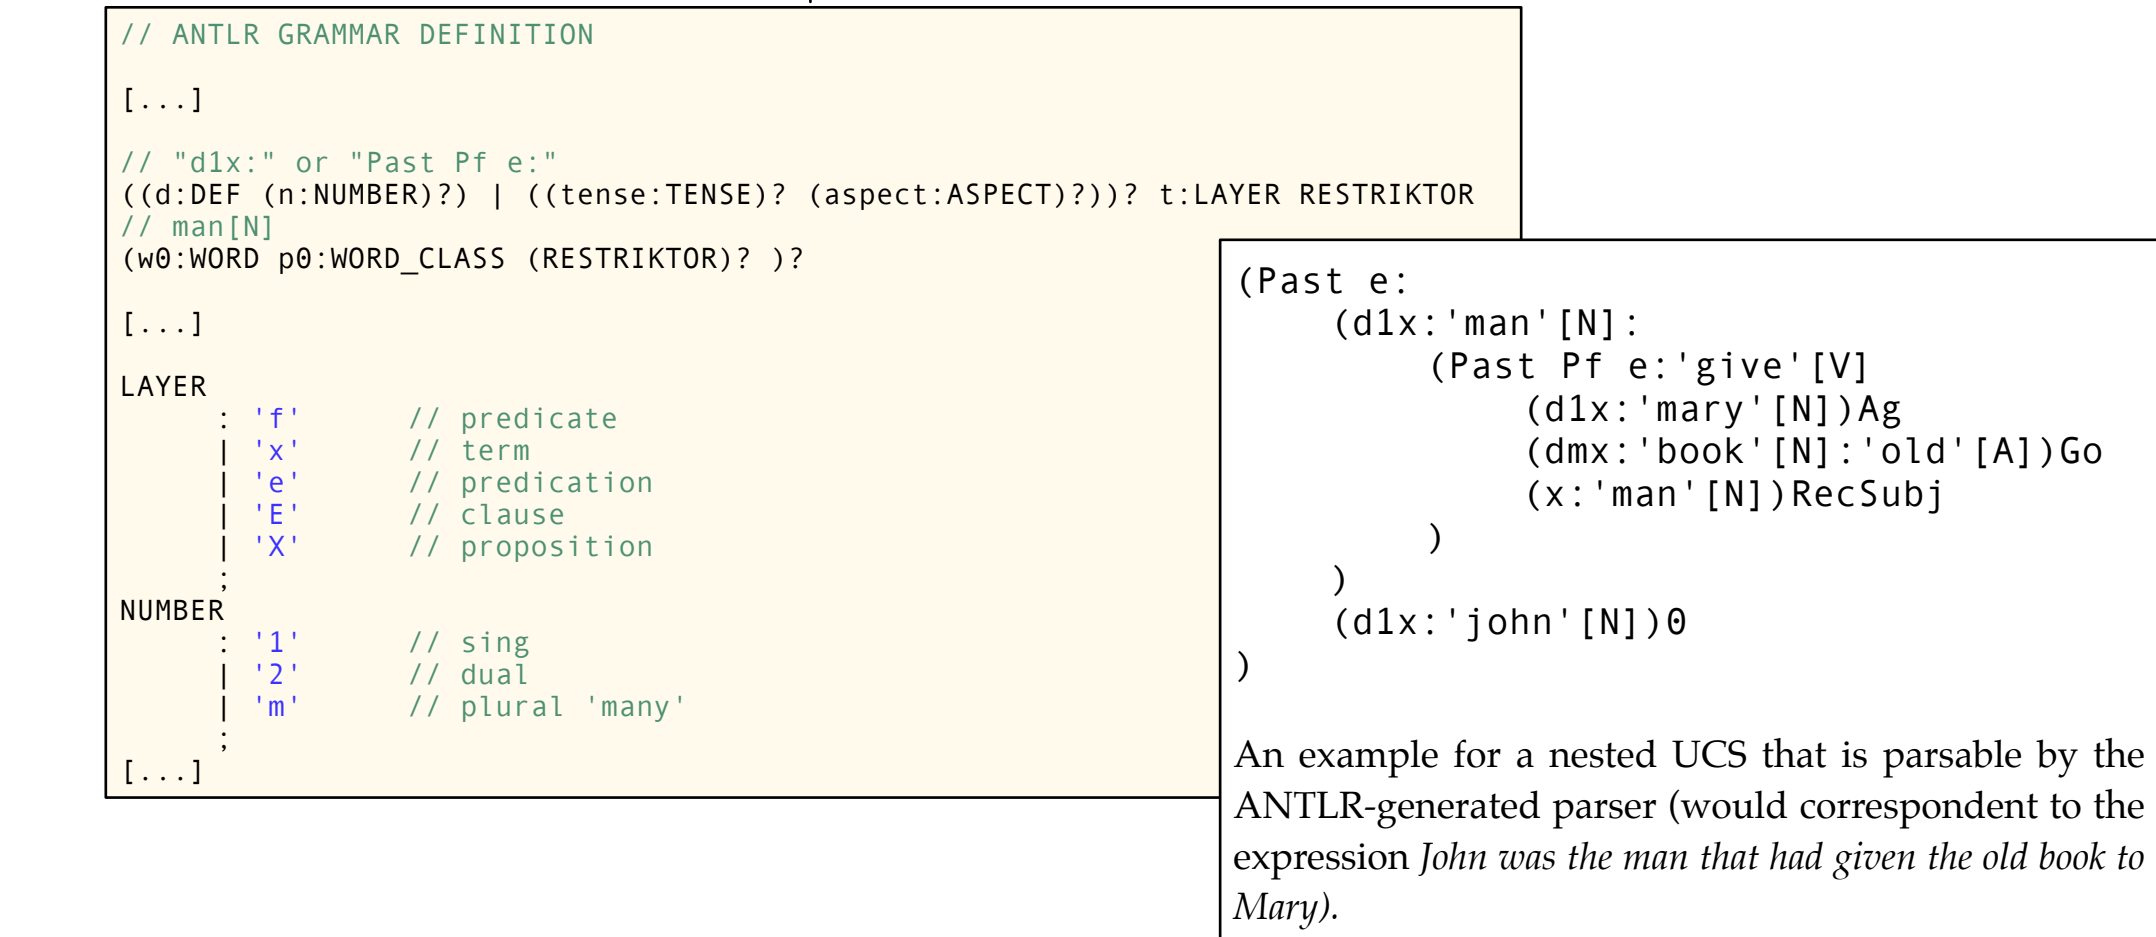 // ANTLR GRAMMAR DEFINITION
[...]
// "d1x:" or "Past Pf e:"
((d:DEF (n:NUMBER)?) | ((tense:TENSE)? (aspect:ASPECT)?))? t:LAYER RESTRIKTOR
// man[N]
(w0:WORD p0:WORD_CLASS (RESTRIKTOR)? )?
[...]
LAYER
: 'f' // predicate
| 'x' // term
| 'e' // predication
| 'E' // clause
| 'X' // proposition
;
NUMBER
: '1' // sing
| '2' // dual
| 'm' // plural 'many'
;
[...]
(Past e:
(d1x:'man'[N]:
(Past Pf e:'give'[V]
(d1x:'mary'[N])Ag
(dmx:'book'[N]:'old'[A])Go
(x:'man'[N])RecSubj
)
)
(d1x:'john'[N])0
)
An example for a nested UCS that is parsable by the
ANTLR-generated parser (would correspondent to the
expression John was the man that had given the old book to
Mary).